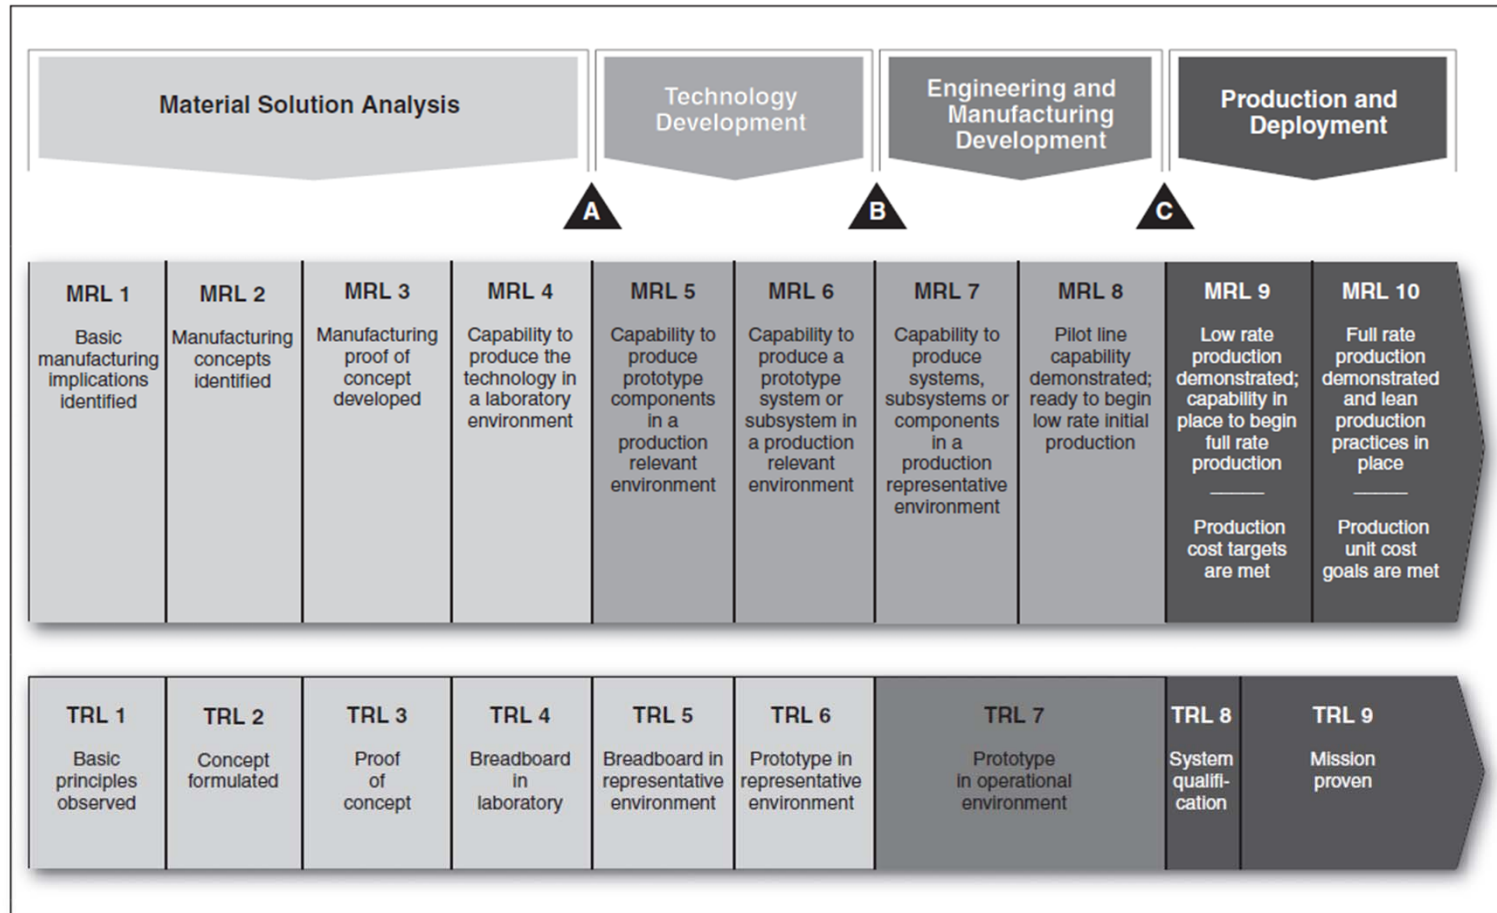 Material Solution Analysis
Technology
Development
Engineering and
Manufacturing
Development
Production and
Deployment
A
B
C
MRL 1
Basic
manufacturing
implications
identified
MRL 2
Manufacturing
concepts
identified
MRL 3
Manufacturing
proof of
concept
developed
MRL 4
Capability to
produce the
technology in
a laboratory
environment
MRL 5
Capability to
produce
prototype
components
in a
production
relevant
environment
MRL 6
Capability to
produce a
prototype
system or
subsystem in
a production
relevant
environment
MRL 7
Capability to
produce
systems,
subsystems or
components
in a
production
representative
environment
MRL 8
Pilot line
capability
demonstrated;
ready to begin
low rate initial
production
MRL 9
Low rate
production
demonstrated;
capability in
place to begin
full rate
production
Production
cost targets
are met
MRL 10
Full rate
production
demonstrated
and lean
production
practices in
place
Production
unit cost
goals are met
TRL 1
Basic
principles
observed
TRL 2
Concept
formulated
TRL 3
Proof
of
concept
TRL 4
Breadboard
in
laboratory
TRL 5
Breadboard in
representative
environment
TRL 6
Prototype in
representative
environment
TRL 7
Prototype
in operational
environment
TRL 8
System
qualifi-
cation
TRL 9
Mission
proven